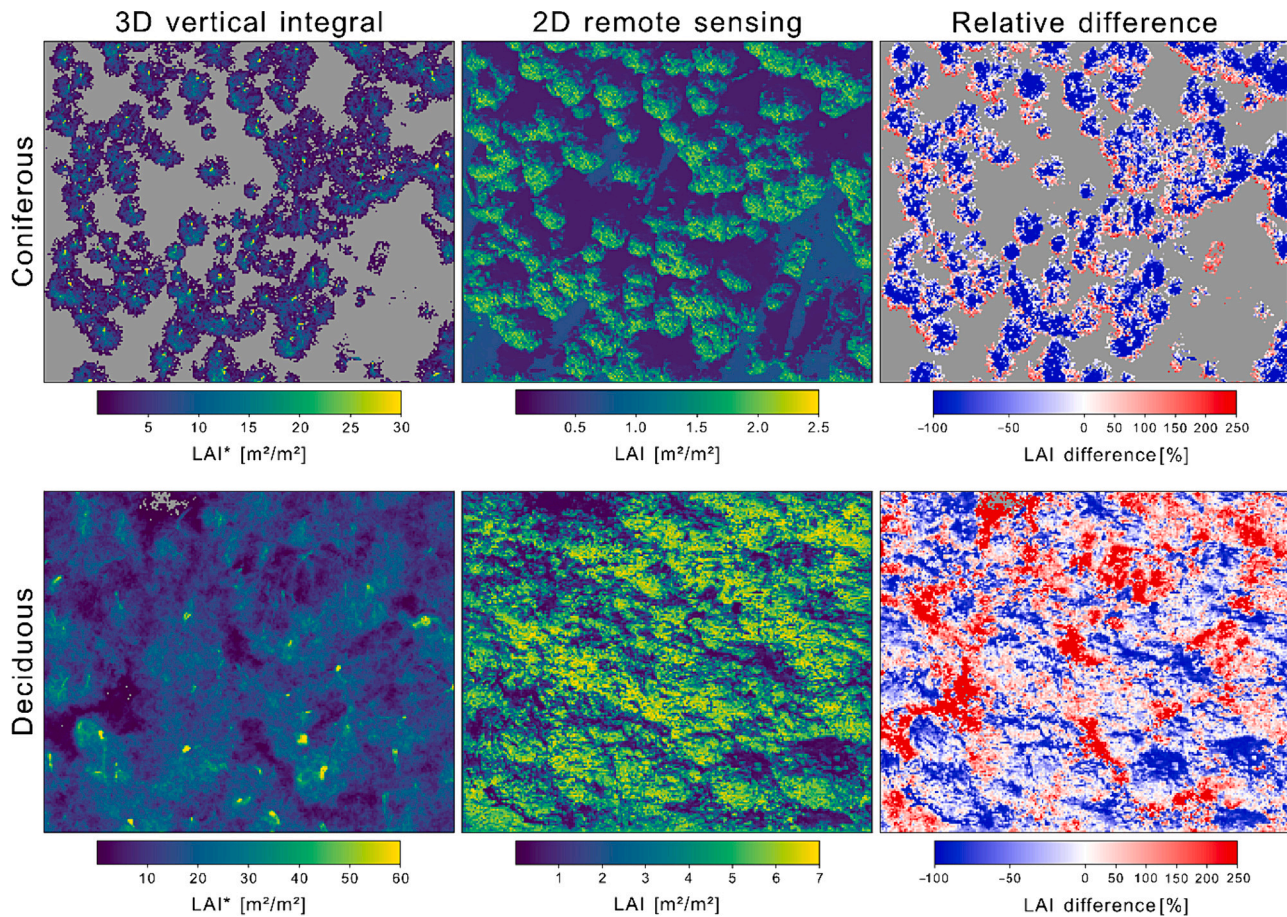 3D vertical integral 2D remote sensing Relative difference
Coniferous
5 10 15 20 25 30 0.5 1.0 1.5 2.0 2.5 −100 −50 0 50 100 150 200 250
LAI* [m²/m²] LAI [m²/m²] LAI difference[%]
Deciduous
10 20 30 40 50 60 1 2 3 4 5 6 7 −100 −50 0 50 100 150 200 250
LAI* [m²/m²] LAI [m²/m²] LAI difference[%]